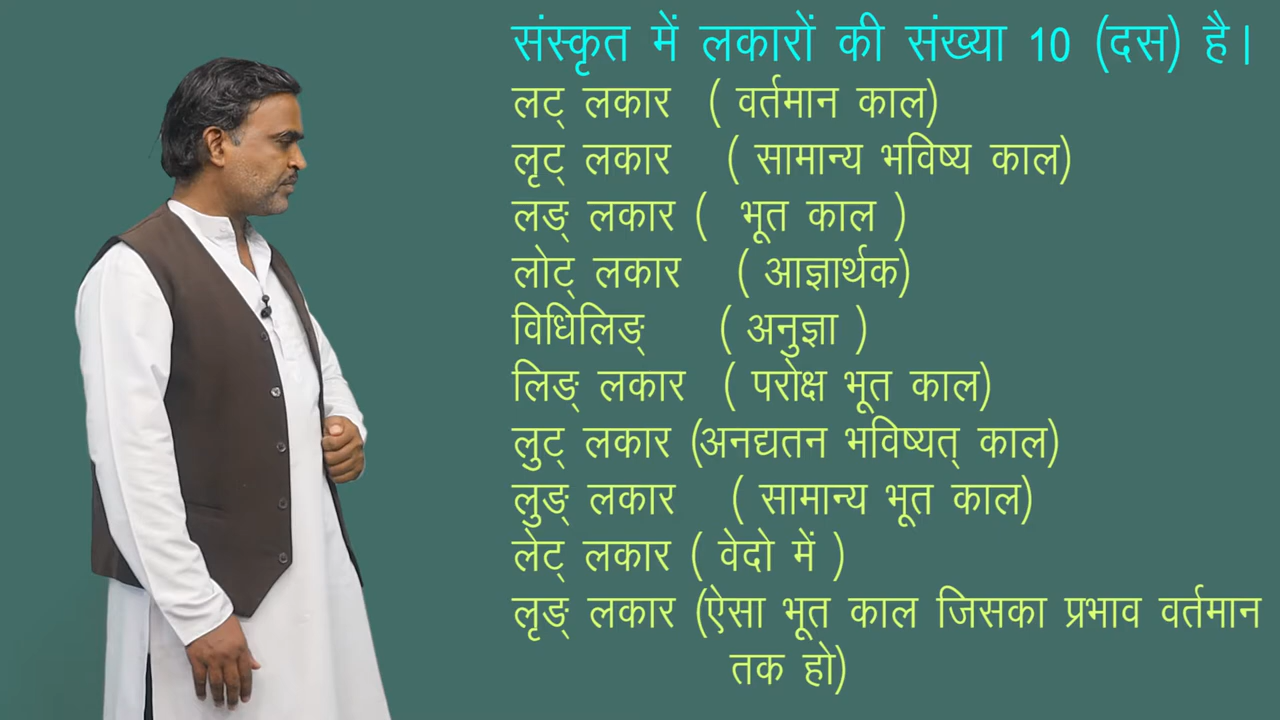 संस्कृत में लकारों की संख्या 10 (दस) है।
लट् लकार ( वर्तमान काल)
लृट् लकार ( सामान्य भविष्य काल)
लङ् लकार ( भूत काल )
लोट् लकार ( आज्ञार्थक)
विधिलिङ् ( अनुज्ञा )
लिङ् लकार ( परोक्ष भूत काल)
लुट् लकार (अनद्यतन भविष्यत् काल)
लुङ् लकार ( सामान्य भूत काल)
लेट् लकार ( वेदो में )
लृङ् लकार (ऐसा भूत काल जिसका प्रभाव वर्तमान
तक हो)